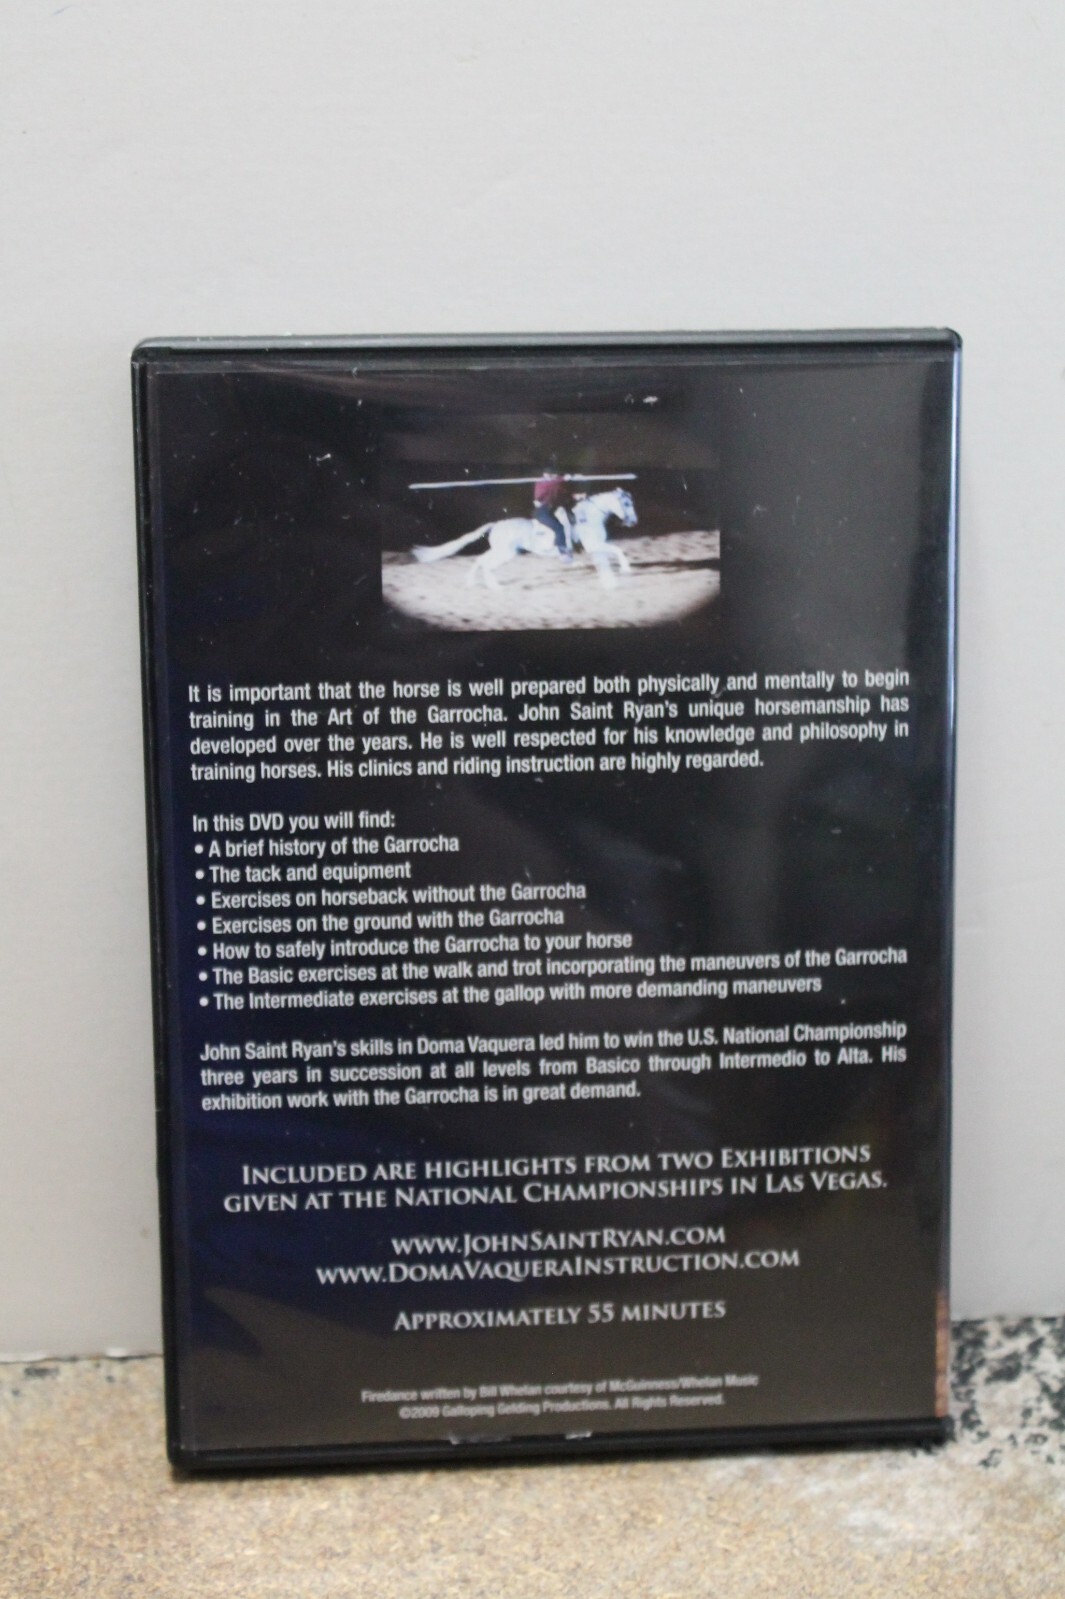 It is important that the horse is well prepared both physically and mentally to begin
training in the Art of the Garrocha. John Saint Ryan's unique horsemanship has
developed over the years. He is well respected for his knowledge and philosophy in
training horses. His clinics and riding instruction are highly regarded.
In this DVD you will find:
• A brief history of the Garrocha
• The tack and equipment
• Exercises on horseback without the Garrocha
• Exercises on the ground with the Garrocha
• How to safely introduce the Garrocha to your horse
• The Basic exercises at the walk and trot incorporating the maneuvers of the Garrocha
• The Intermediate exercises at the gallop with more demanding maneuvers
John Saint Ryan's skills in Doma Vaquera led him to win the U.S. National Championship
three years in succession at all levels from Basico through Intermedio to Alta. His
exhibition work with the Garrocha is in great demand.
INCLUDED ARE HIGHLIGHTS FROM TWO EXHIBITIONS
GIVEN AT THE NATIONAL CHAMPIONSHIPS IN LAS VEGAS.
WWW.JOHNSAINTRYAN.COM
WWW.DOMAVAQUERAINSTRUCTION.COM
APPROXIMATELY 55 MINUTES
Firedance written by Bill Whelan courtesy of McGuinness/Whelan Music
©2009 Galloping Gelding Productions. All Rights Reserved.